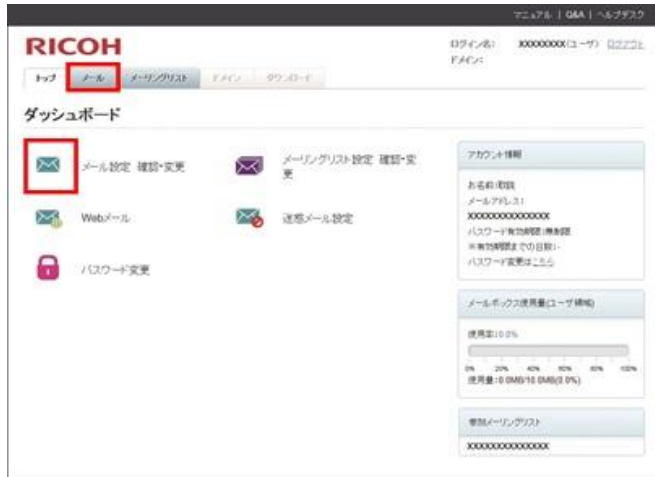 マニュアル | Q&A | ヘルプデスク
RICOH
ログイン名: XXXXXXXX(ユーザ) ログアウト
ドメイン:
トップ メール メーリングリスト ドメイン ダウンロード
ダッシュボード
メール設定 確認・変更
メーリングリスト設定 確認・変
更
Webメール
迷惑メール設定
パスワード変更
アカウント情報
お名前:取説
メールアドレス:
XXXXXXXXXXXXXX
パスワード有効期限:無制限
※有効期限までの日数:-
パスワード変更はこちら
メールボックス使用量(ユーザ領域)
使用率:0.0%
0% 20% 40% 60% 80% 100%
使用量:0.0MB/10.0MB(0.0%)
参加メーリングリスト
XXXXXXXXXXXXXX